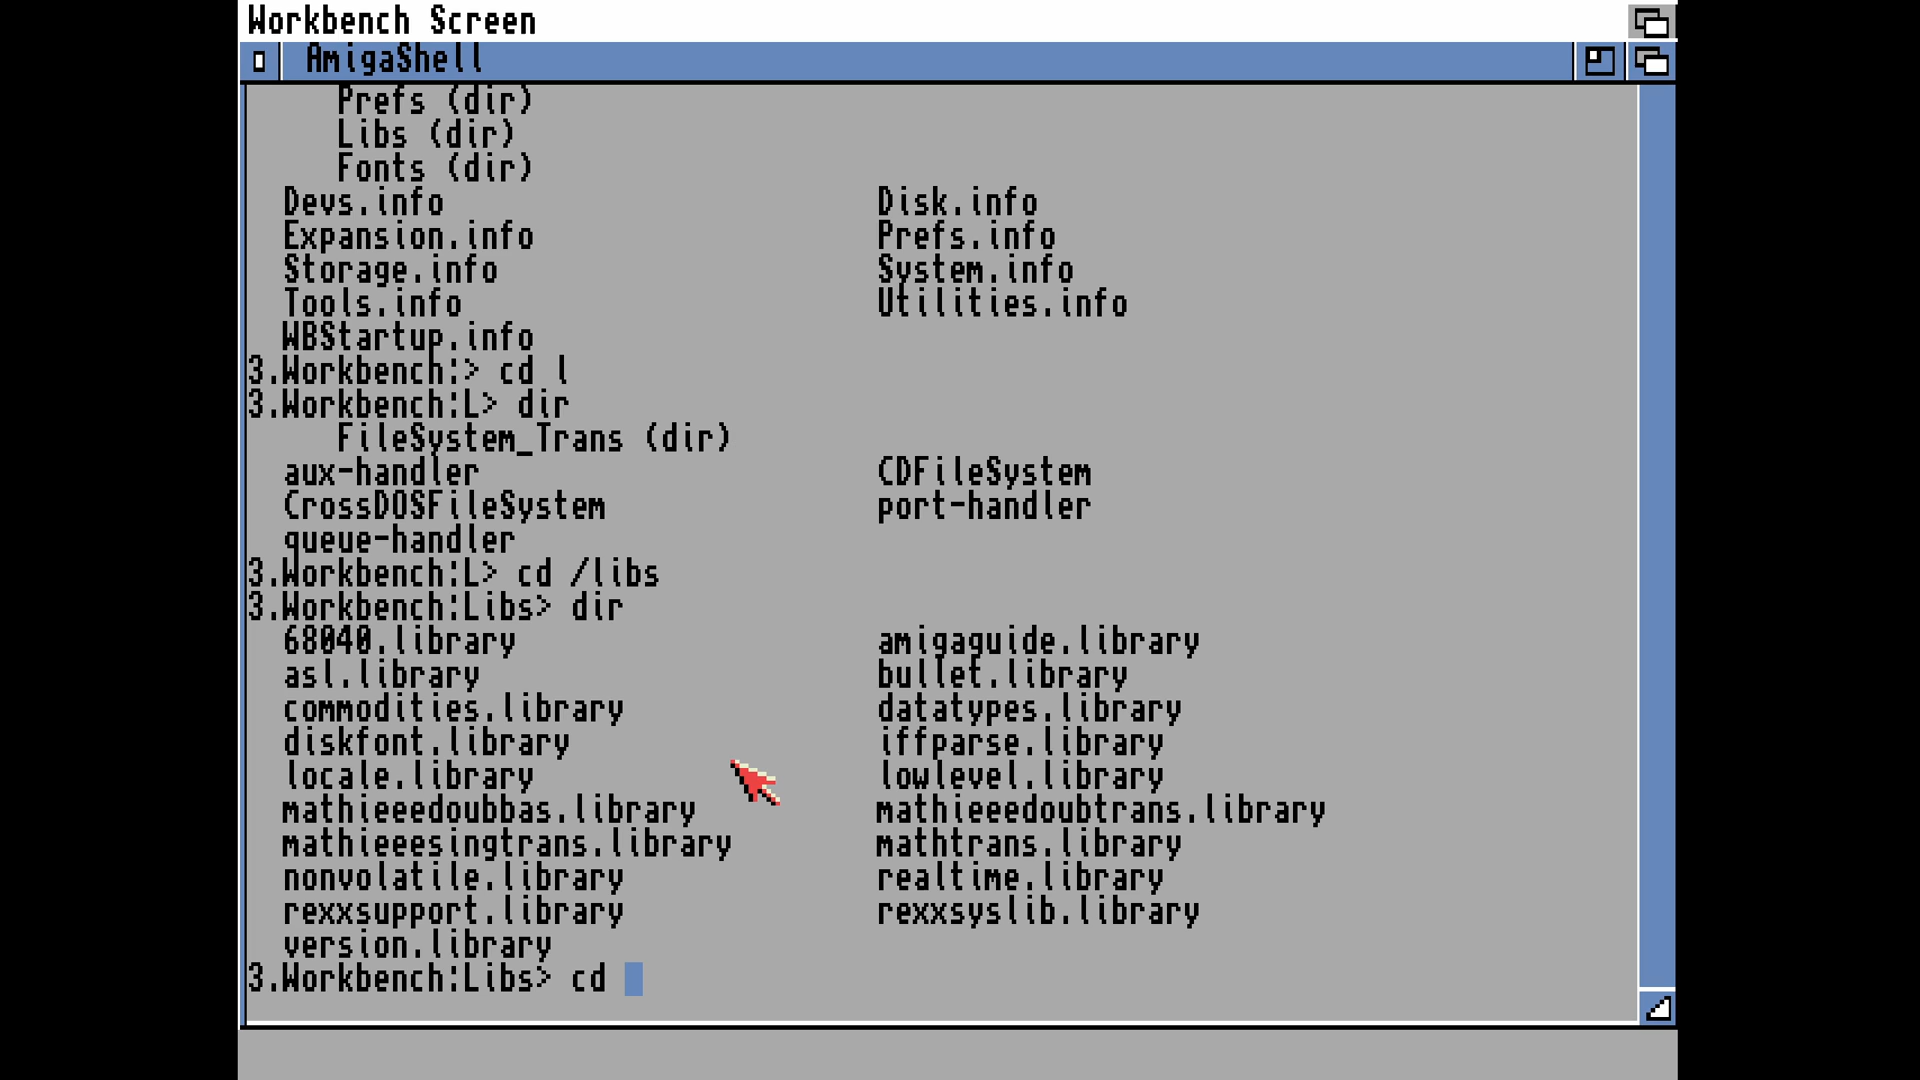 Workbench Screen
AmigaShell
Prefs (dir)
Libs (dir)
Fonts (dir)
Devs.info Disk.info
Expansion.info Prefs.info
Storage.info System.info
Tools.info Utilities.info
WBStartup.info
3.Workbench:> cd l
3.Workbench:L> dir
FileSystem_Trans (dir)
aux-handler CDFileSystem
CrossDOSFileSystem port-handler
queue-handler
3.Workbench:L> cd /libs
3.Workbench:Libs> dir
68040.library amigaguide.library
asl.library bullet.library
commodities.library datatypes.library
diskfont.library iffparse.library
locale.library lowlevel.library
mathieeedoubbas.library mathieeedoubtrans.library
mathieeesingtrans.library mathtrans.library
nonvolatile.library realtime.library
rexxsupport.library rexxsyslib.library
version.library
3.Workbench:Libs> cd